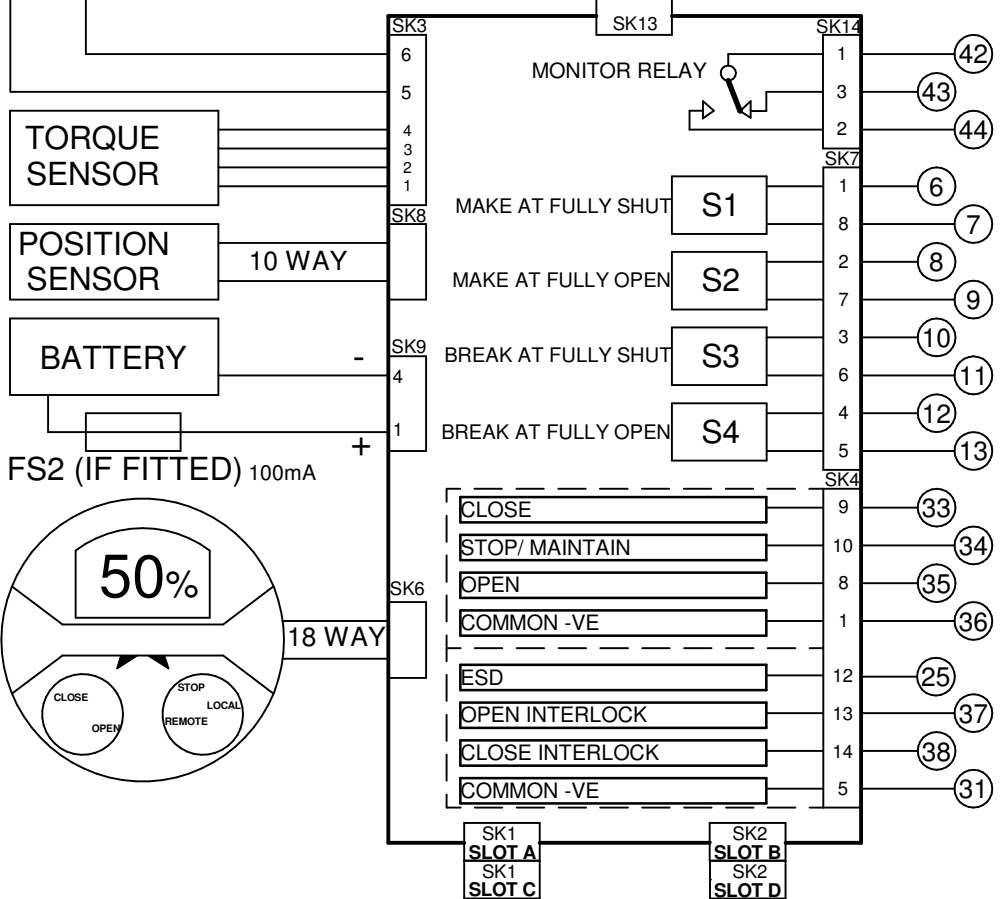 SK13
SK3
6
5
4
3
2
1
TORQUE
SENSOR
SK8
POSITION
SENSOR
10 WAY
BATTERY
-
SK9
4
1
+
FS2 (IF FITTED) 100mA
50%
CLOSE
OPEN
STOP
LOCAL
REMOTE
SK6
18 WAY
SK14
MONITOR RELAY
1 42
3 43
2 44
SK7
MAKE AT FULLY SHUT S1
1 6
8 7
MAKE AT FULLY OPEN S2
2 8
7 9
BREAK AT FULLY SHUT S3
3 10
6 11
BREAK AT FULLY OPEN S4
4 12
5 13
SK4
CLOSE 9 33
STOP/ MAINTAIN 10 34
OPEN 8 35
COMMON -VE 1 36
ESD 12 25
OPEN INTERLOCK 13 37
CLOSE INTERLOCK 14 38
COMMON -VE 5 31
SK1
SLOT A
SK1
SLOT C
SK2
SLOT B
SK2
SLOT D